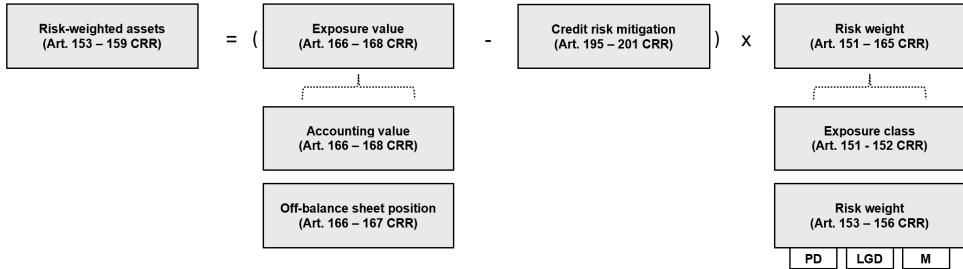 Risk-weighted assets
(Art. 153 – 159 CRR)
=
(
Exposure value
(Art. 166 – 168 CRR)
-
Credit risk mitigation
(Art. 195 – 201 CRR)
)
x
Risk weight
(Art. 151 – 165 CRR)
Accounting value
(Art. 166 – 168 CRR)
Exposure class
(Art. 151 - 152 CRR)
Off-balance sheet position
(Art. 166 – 167 CRR)
Risk weight
(Art. 153 – 156 CRR)
PD
LGD
M